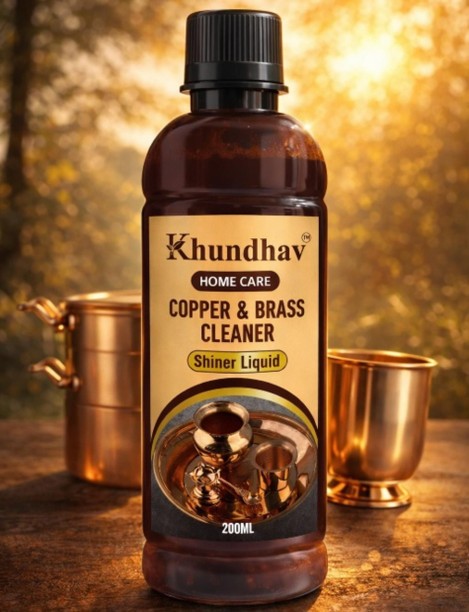 Khundhav™
HOME CARE
COPPER & BRASS
CLEANER
Shiner Liquid
200ML